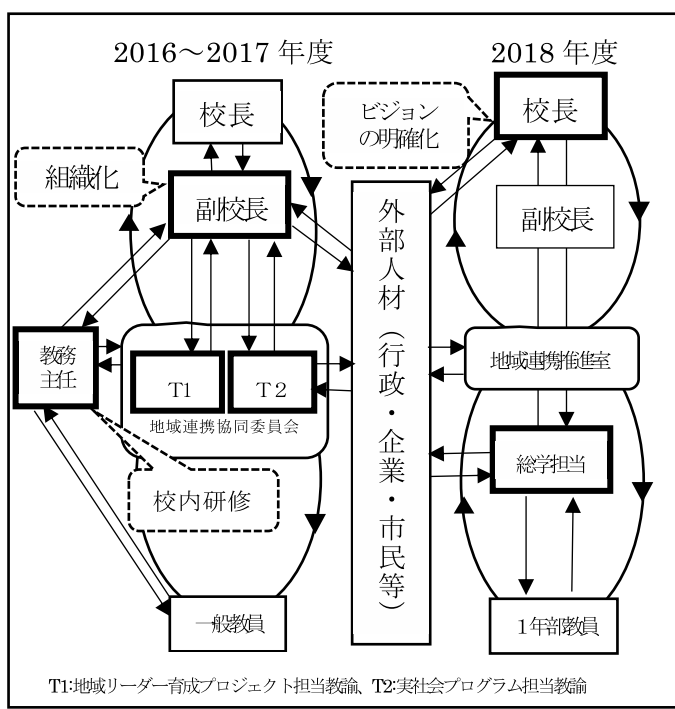 2016～2017 年度
校長
組織化
副校長
教務
主任
T1
T 2
地域連携協同委員会
校内研修
一般教員
外部人材（行政・企業・市民等）
2018 年度
ビジョン
の明確化
校長
副校長
地域連携推進室
総学担当
1年部教員
T1:地域リーダー育成プロジェクト担当教諭、T2:実社会プログラム担当教諭